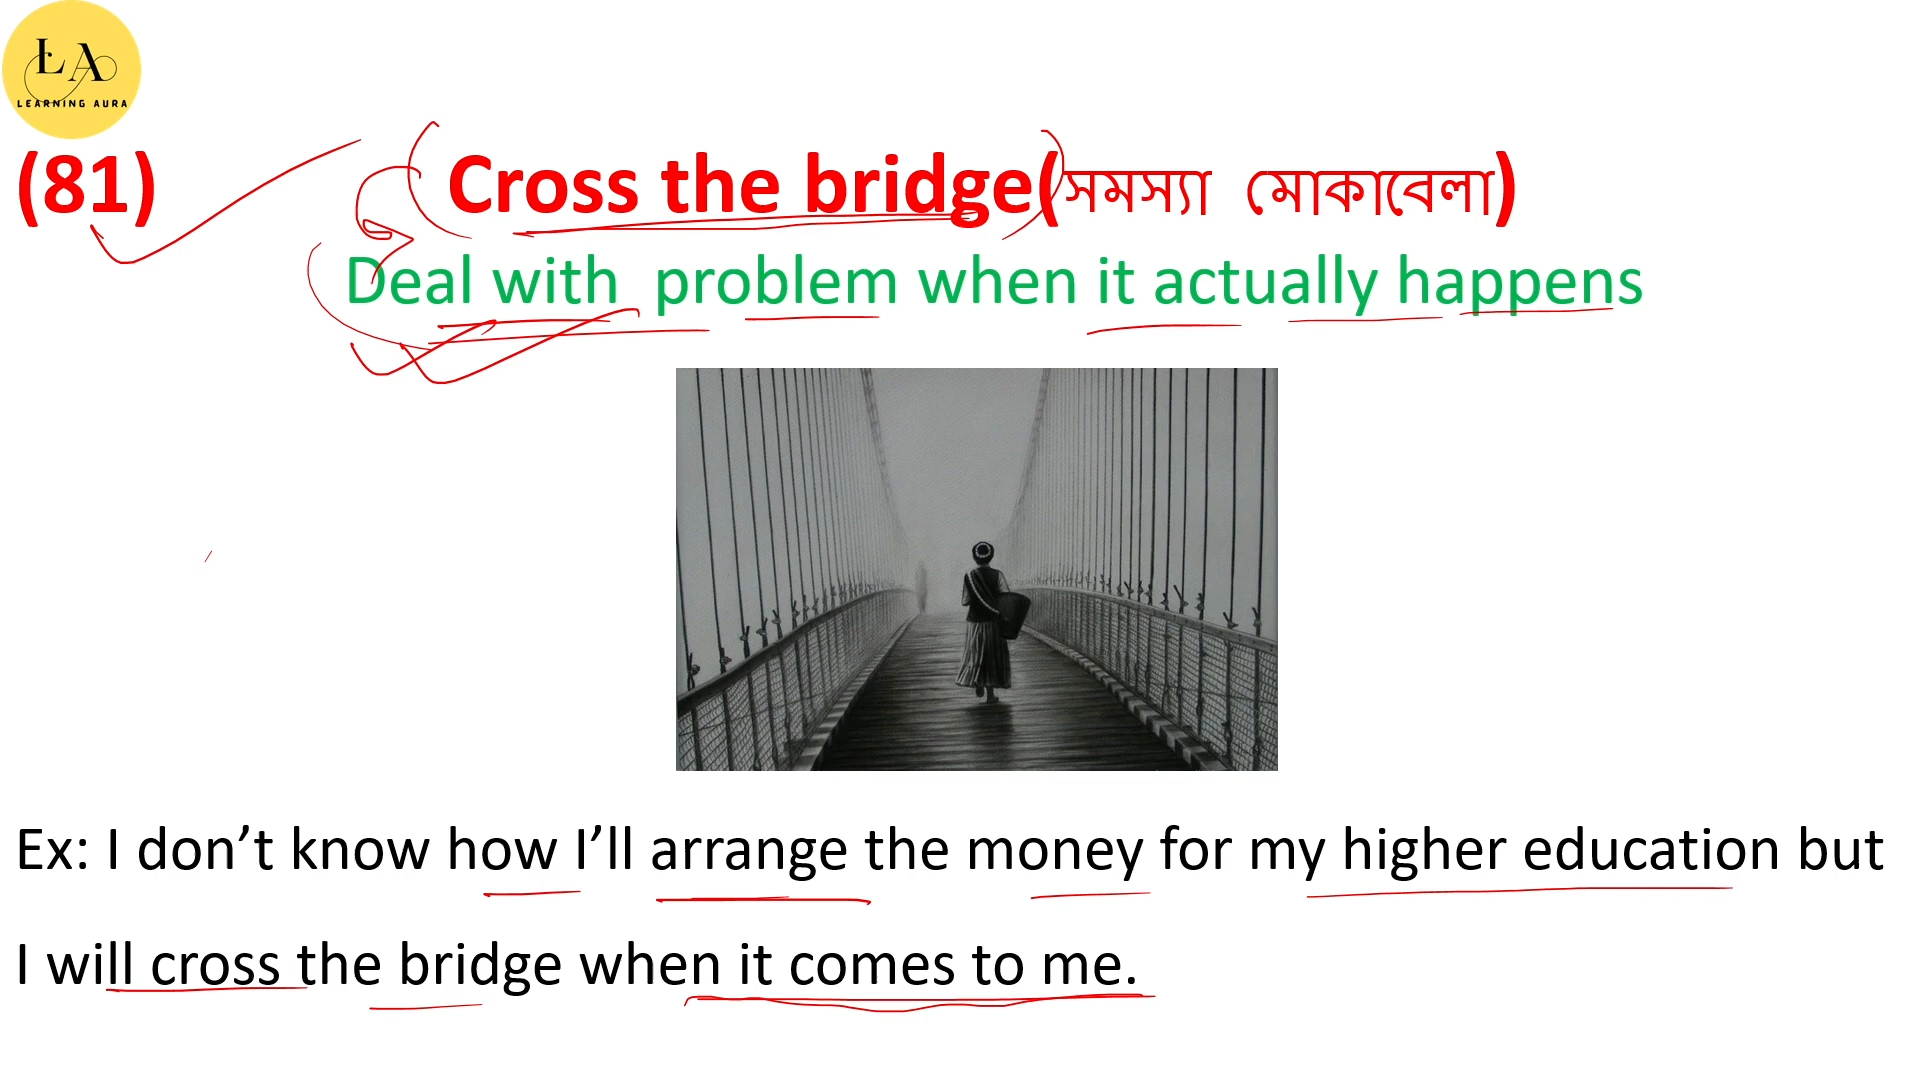 LA
LEARNING AURA
(81) Cross the bridge(সমস্যা মোকাবেলা)
Deal with problem when it actually happens
Ex: I don’t know how I’ll arrange the money for my higher education but
I will cross the bridge when it comes to me.